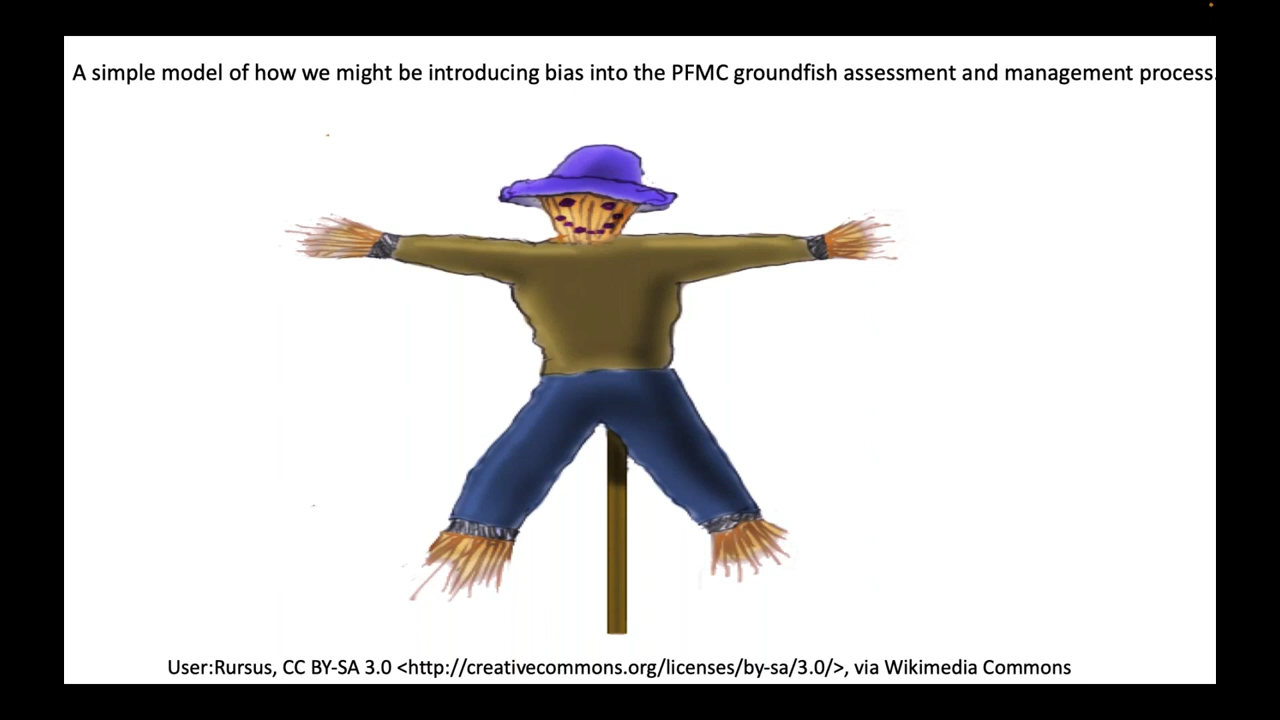 A simple model of how we might be introducing bias into the PFMC groundfish assessment and management process.
User:Rursus, CC BY-SA 3.0 <http://creativecommons.org/licenses/by-sa/3.0/>, via Wikimedia Commons